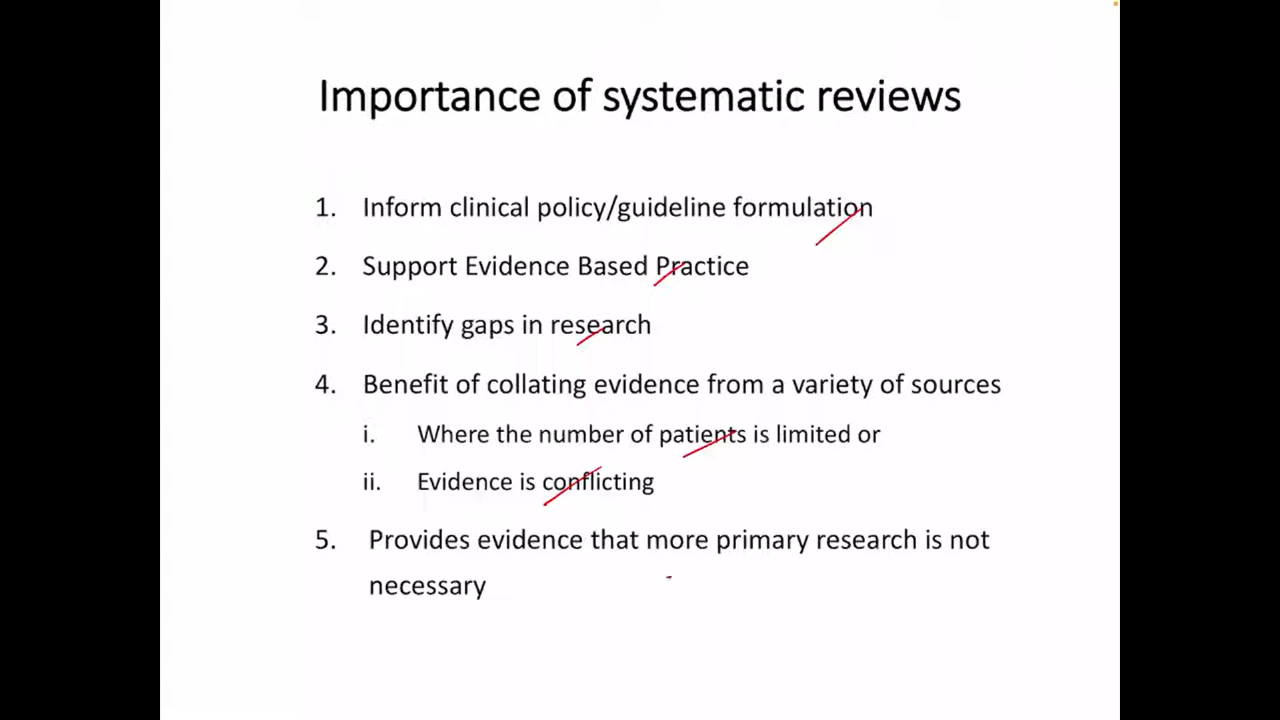 Importance of systematic reviews
1. Inform clinical policy/guideline formulation
2. Support Evidence Based Practice
3. Identify gaps in research
4. Benefit of collating evidence from a variety of sources
i. Where the number of patients is limited or
ii. Evidence is conflicting
5. Provides evidence that more primary research is not
necessary